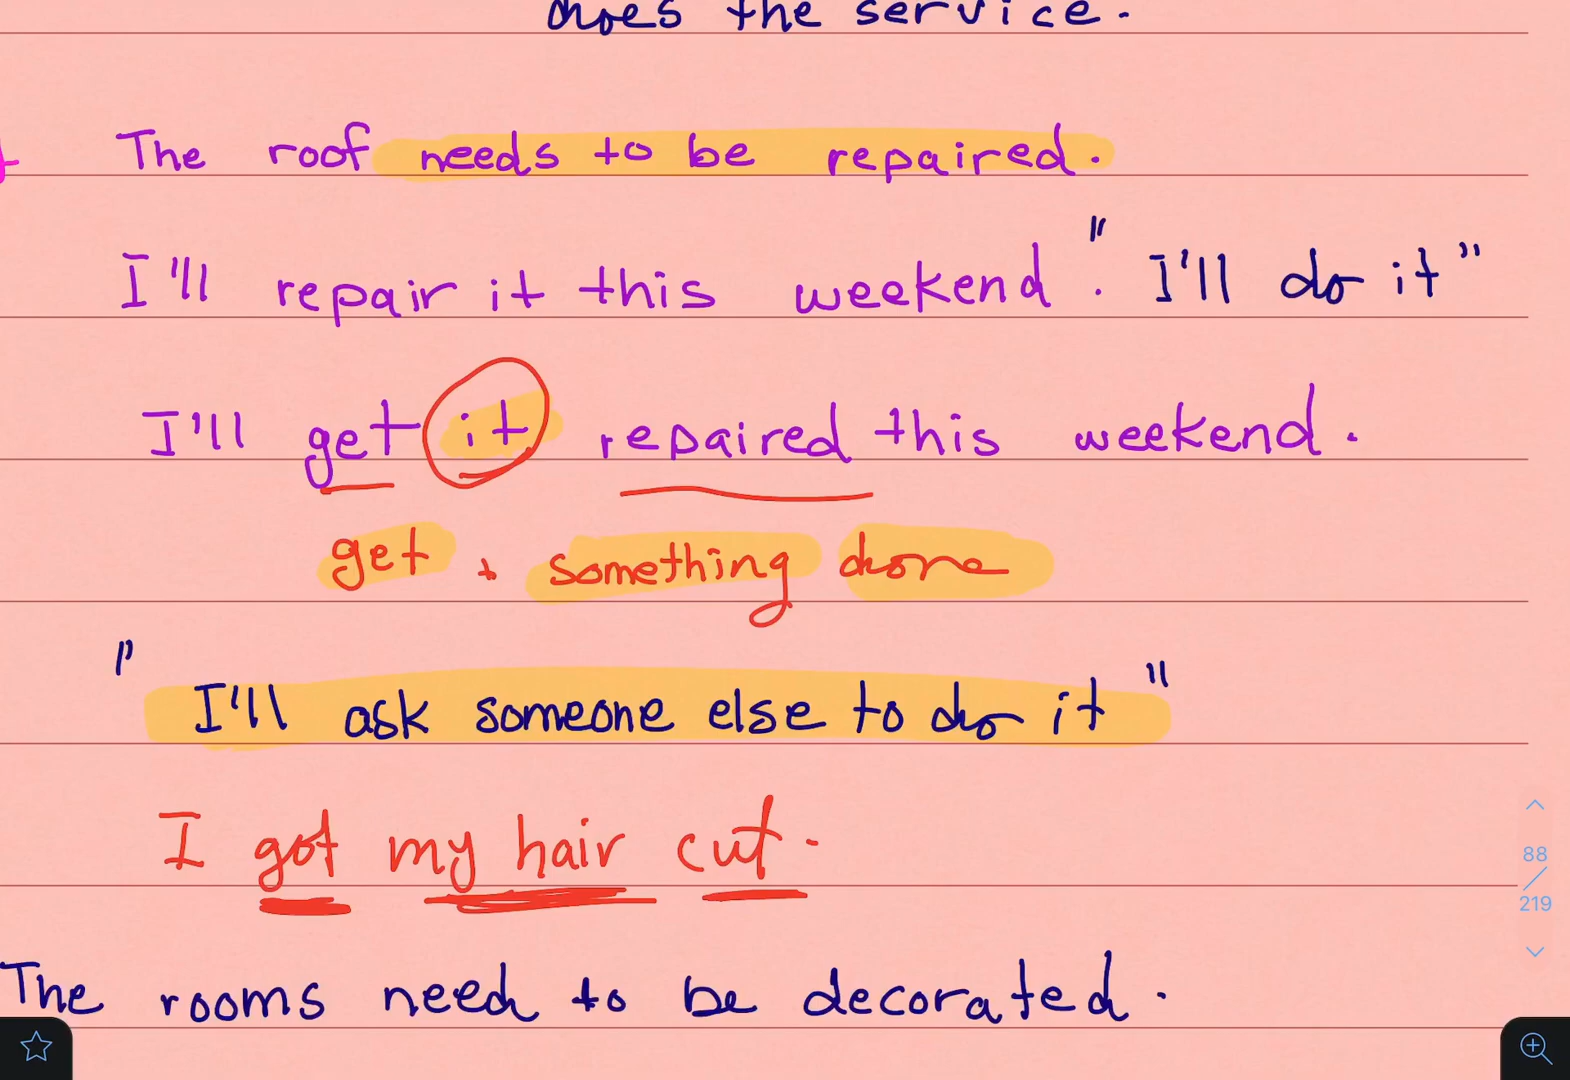 does the service.
The roof needs to be repaired.
I'll repair it this weekend. "I'll do it"
I'll get it repaired this weekend.
get + something done
"I'll ask someone else to do it"
I got my hair cut.
88
/
219
The rooms need to be decorated.